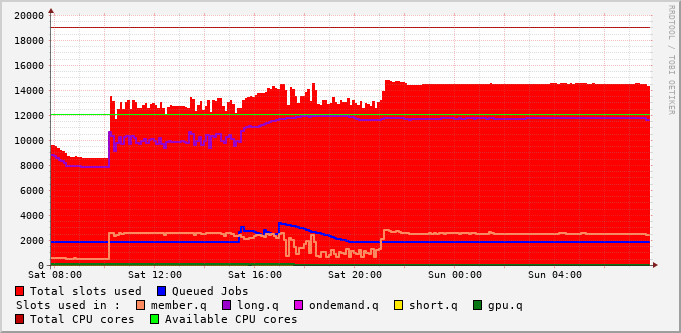 20000
18000
16000
14000
12000
10000
8000
6000
4000
2000
0
Sat 08:00 Sat 12:00 Sat 16:00 Sat 20:00 Sun 00:00 Sun 04:00
RRDTOOL / TOBI OETIKER
Total slots used Queued Jobs
Slots used in : member.q long.q ondemand.q short.q gpu.q
Total CPU cores Available CPU cores